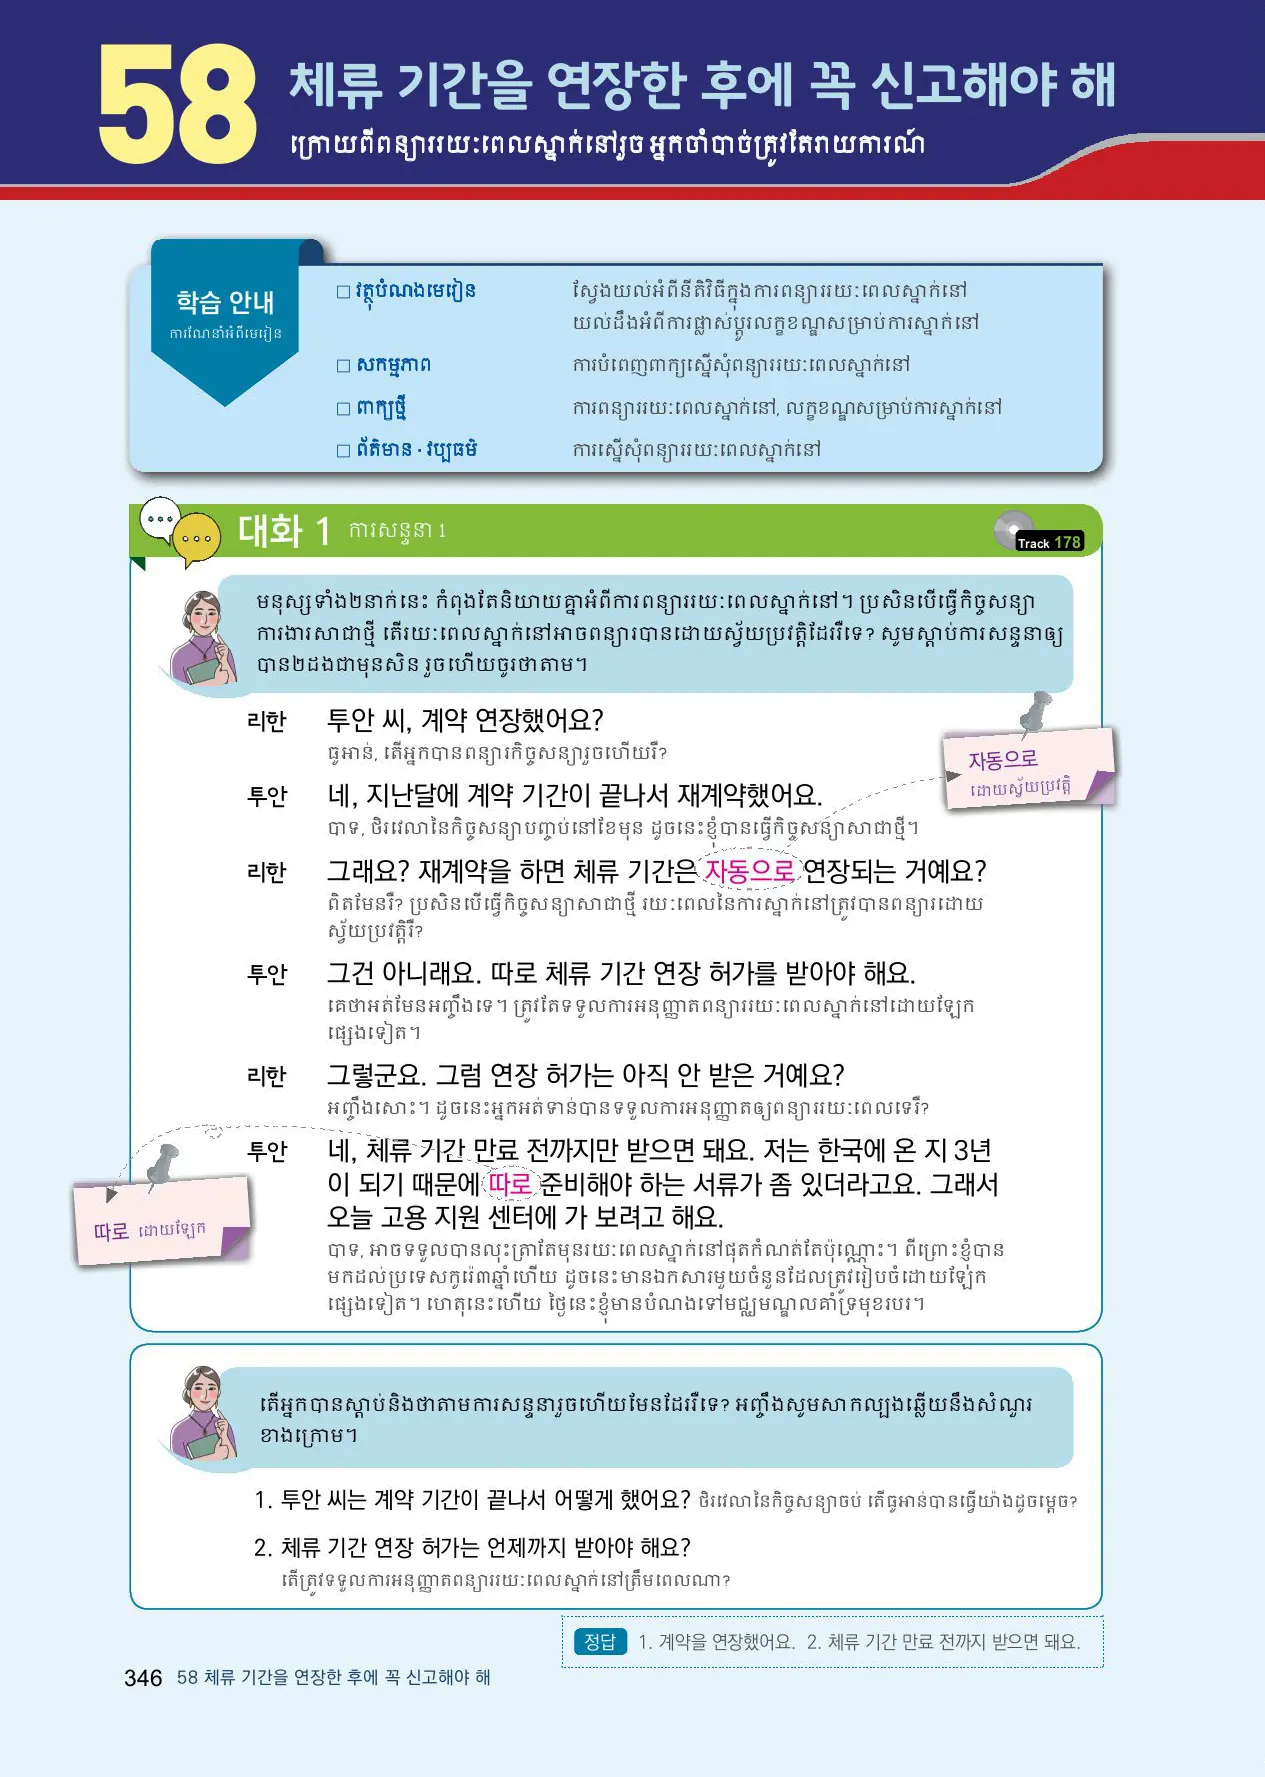 58 체류 기간을 연장한 후에 꼭 신고해야 해
ក្រោយពីពន្យាររយៈពេលស្នាក់នៅរួច អ្នកចាំបាច់ត្រូវតែរាយការណ៍
학습 안내
ការណែនាំអំពីមេរៀន
□ វត្ថុបំណងមេរៀន ស្វែងយល់អំពីនីតិវិធីក្នុងការពន្យាររយៈពេលស្នាក់នៅ
យល់ដឹងអំពីការផ្លាស់ប្តូរលក្ខខណ្ឌសម្រាប់ការស្នាក់នៅ
□ សកម្មភាព ការបំពេញពាក្យស្នើសុំពន្យាររយៈពេលស្នាក់នៅ
□ ពាក្យថ្មី ការពន្យាររយៈពេលស្នាក់នៅ, លក្ខខណ្ឌសម្រាប់ការស្នាក់នៅ
□ ព័ត៌មាន · វប្បធម៌ ការស្នើសុំពន្យាររយៈពេលស្នាក់នៅ
대화 1 ការសន្ទនា 1
Track 178
មនុស្សទាំង២នាក់នេះ កំពុងតែនិយាយគ្នាអំពីការពន្យាររយៈពេលស្នាក់នៅ។ ប្រសិនបើធ្វើកិច្ចសន្យា
ការងារសាជាថ្មី តើរយៈពេលស្នាក់នៅអាចពន្យារបានដោយស្វ័យប្រវត្តិដែររឺទេ? សូមស្តាប់ការសន្ទនាឲ្យ
បាន២ដងជាមុនសិន រួចហើយចូរថាតាម។
리한 투안 씨, 계약 연장했어요?
ធូអាន់, តើអ្នកបានពន្យារកិច្ចសន្យារួចហើយរឺ?
투안 네, 지난달에 계약 기간이 끝나서 재계약했어요.
បាទ, ថិរវេលានៃកិច្ចសន្យាបញ្ចប់នៅខែមុន ដូចនេះខ្ញុំបានធ្វើកិច្ចសន្យាសាជាថ្មី។
자동으로
ដោយស្វ័យប្រវត្តិ
리한 그래요? 재계약을 하면 체류 기간은 자동으로 연장되는 거예요?
ពិតមែនរឺ? ប្រសិនបើធ្វើកិច្ចសន្យាសាជាថ្មី រយៈពេលនៃការស្នាក់នៅត្រូវបានពន្យារដោយ
ស្វ័យប្រវត្តិរឺ?
투안 그건 아니래요. 따로 체류 기간 연장 허가를 받아야 해요.
គេថាអត់មែនអញ្ចឹងទេ។ ត្រូវតែទទួលការអនុញ្ញាតពន្យាររយៈពេលស្នាក់នៅដោយឡែក
ផ្សេងទៀត។
리한 그렇군요. 그럼 연장 허가는 아직 안 받은 거예요?
អញ្ចឹងសោះ។ ដូចនេះអ្នកអត់ទាន់បានទទួលការអនុញ្ញាតឲ្យពន្យាររយៈពេលទេរឺ?
투안 네, 체류 기간 만료 전까지만 받으면 돼요. 저는 한국에 온 지 3년
이 되기 때문에 따로 준비해야 하는 서류가 좀 있더라고요. 그래서
오늘 고용 지원 센터에 가 보려고 해요.
따로 ដោយឡែក
បាទ, អាចទទួលបានលុះត្រាតែមុនរយៈពេលស្នាក់នៅផុតកំណត់តែប៉ុណ្ណោះ។ ពីព្រោះខ្ញុំបាន
មកដល់ប្រទេសកូរ៉េ៣ឆ្នាំហើយ ដូចនេះមានឯកសារមួយចំនួនដែលត្រូវរៀបចំដោយឡែក
ផ្សេងទៀត។ ហេតុនេះហើយ ថ្ងៃនេះខ្ញុំមានបំណងទៅមជ្ឈមណ្ឌលគាំទ្រមុខរបរ។
តើអ្នកបានស្តាប់និងថាតាមការសន្ទនារួចហើយមែនដែររឺទេ? អញ្ចឹងសូមសាកល្បងឆ្លើយនឹងសំណួរ
ខាងក្រោម។
1. 투안 씨는 계약 기간이 끝나서 어떻게 했어요? ថិរវេលានៃកិច្ចសន្យាចប់ តើធូអាន់បានធ្វើយ៉ាងដូចម្តេច?
2. 체류 기간 연장 허가는 언제까지 받아야 해요?
តើត្រូវទទួលការអនុញ្ញាតពន្យាររយៈពេលស្នាក់នៅត្រឹមពេលណា?
정답 1. 계약을 연장했어요. 2. 체류 기간 만료 전까지 받으면 돼요.
346 58 체류 기간을 연장한 후에 꼭 신고해야 해